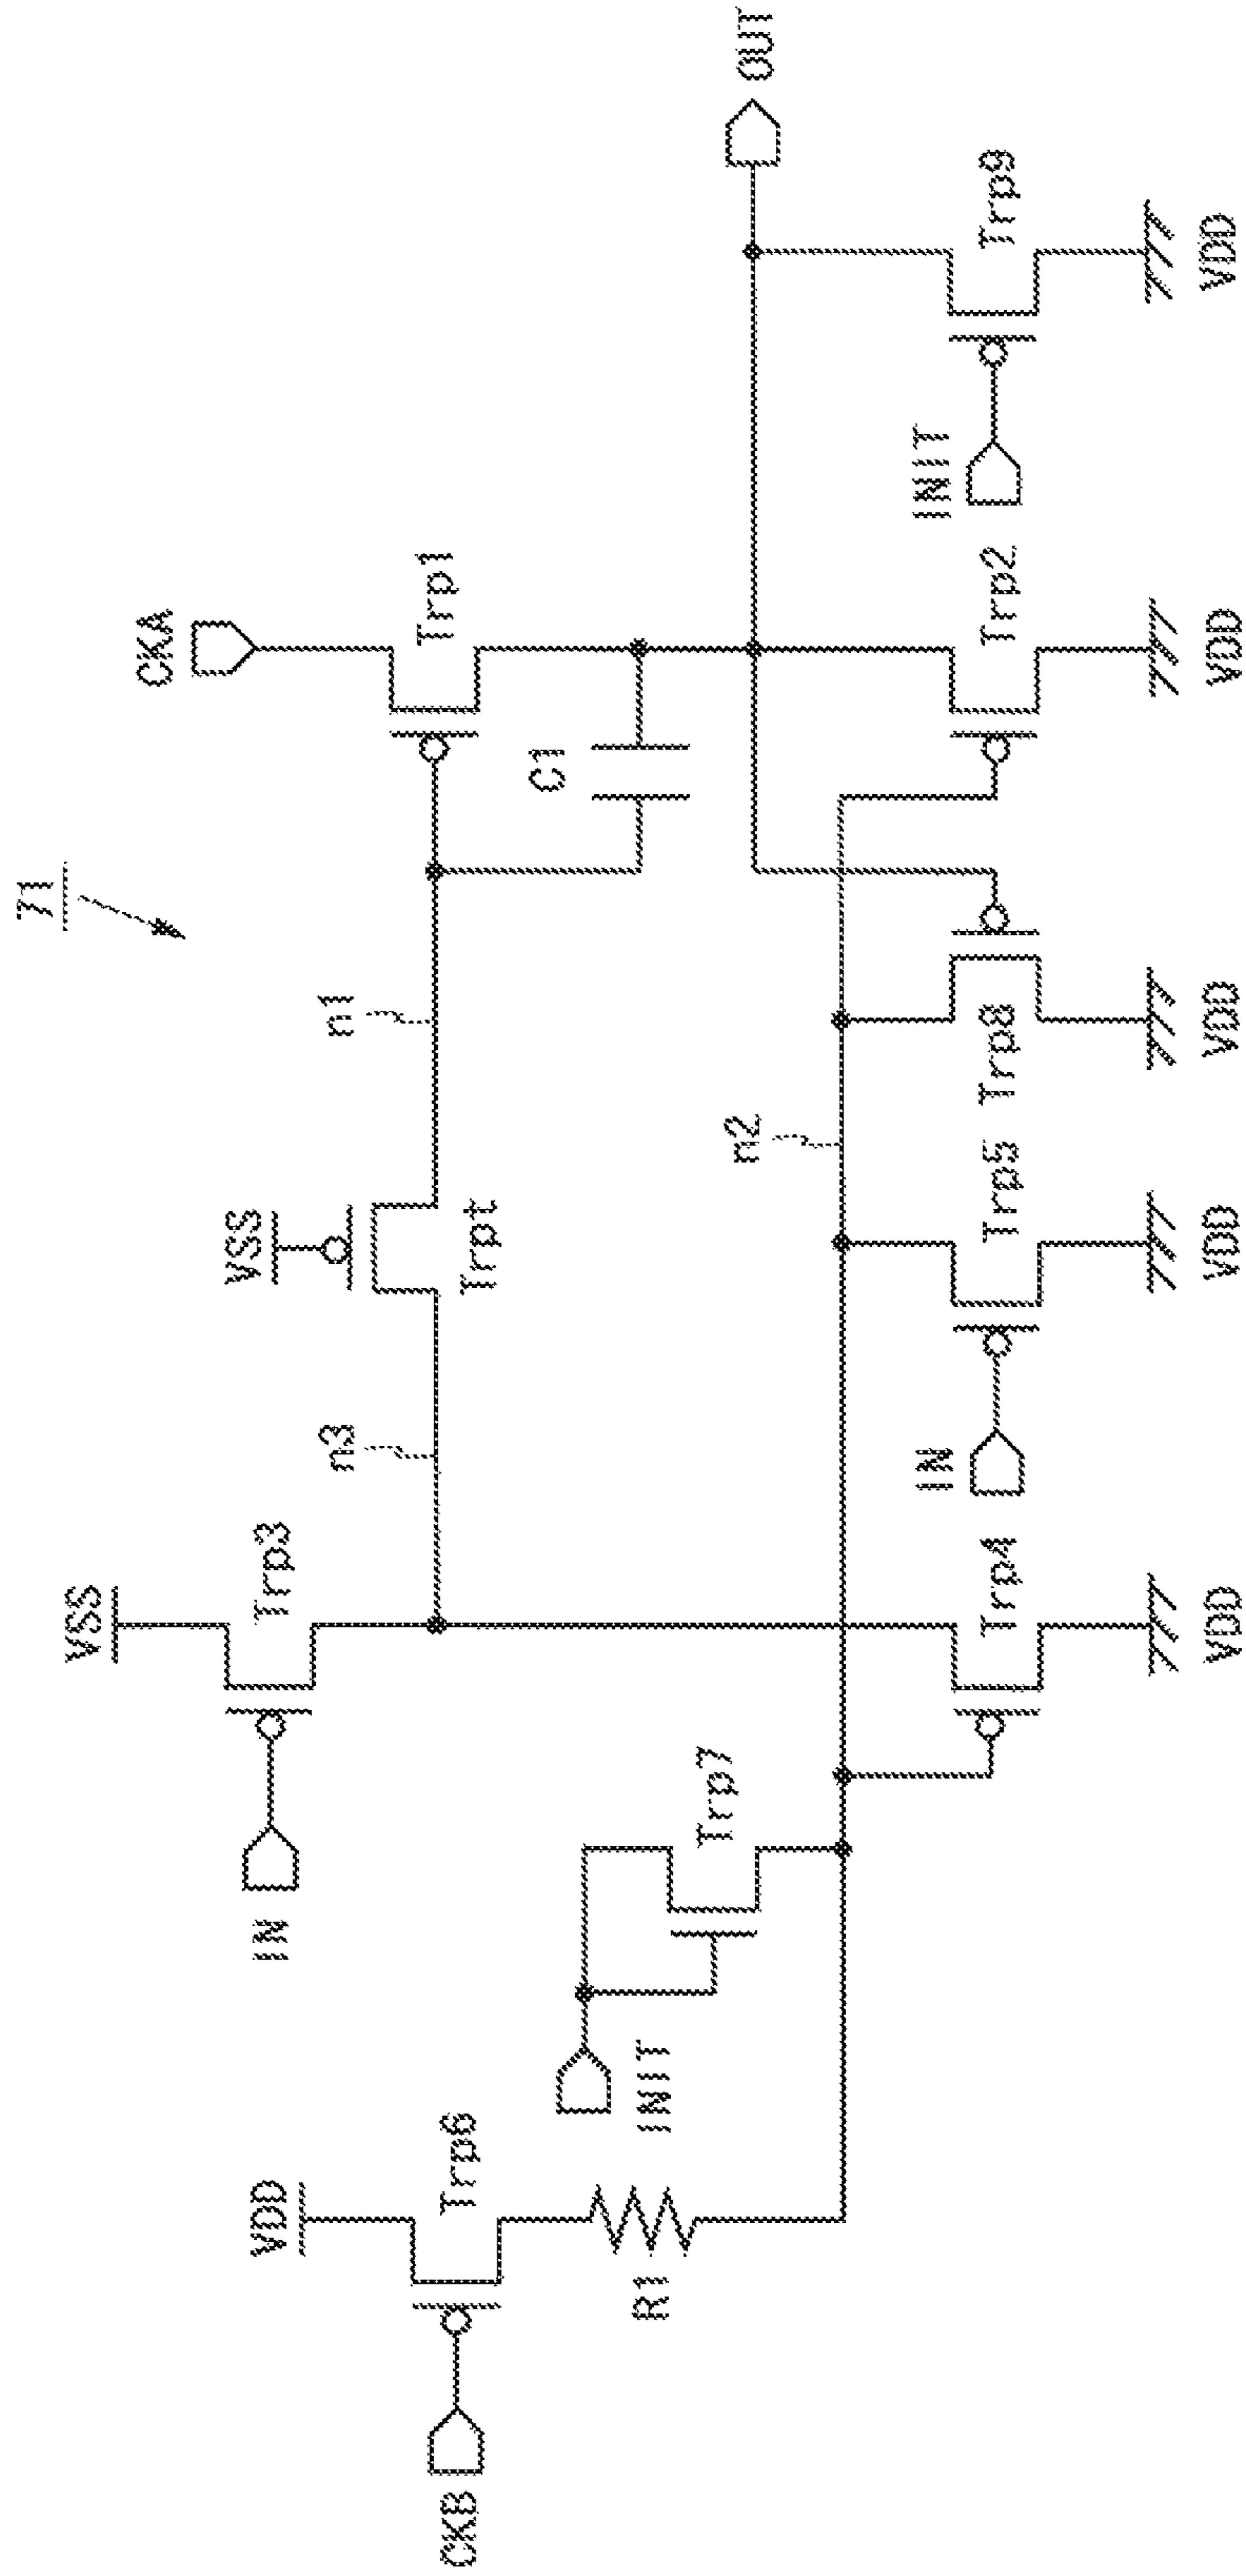 71
VSS
CKA
VSS
VDD
IN
Trp3
n3
n1
CKB
Trp6
Trpt
Trp1
C1
R1
INIT
Trp7
n2
OUT
IN
INIT
Trp4
Trp5
Trp8
Trp2
Trp9
VDD
VDD
VDD
VDD
VDD